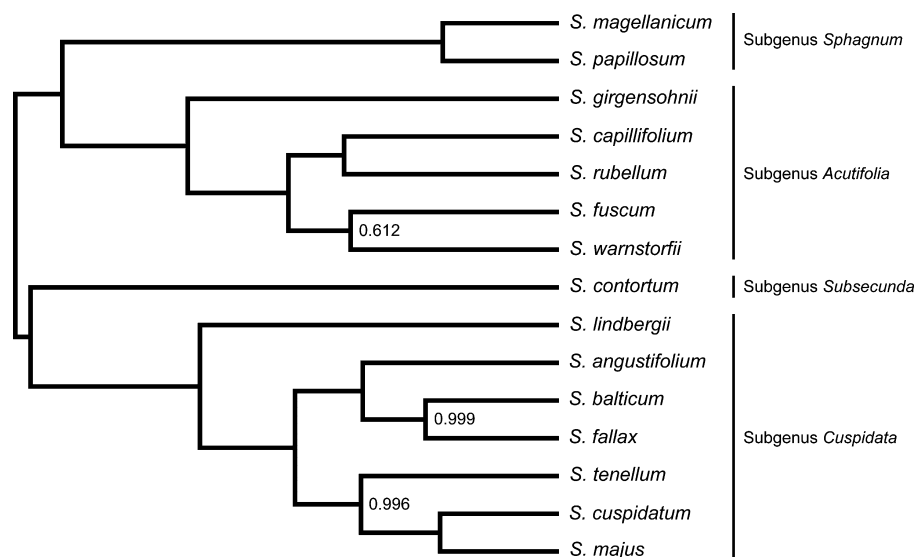 S. magellanicum
Subgenus Sphagnum
S. papillosum
S. girgensohnii
S. capillifolium
S. rubellum
Subgenus Acutifolia
S. fuscum
0.612
S. warnstorfii
S. contortum
Subgenus Subsecunda
S. lindbergii
S. angustifolium
S. balticum
0.999
S. fallax
Subgenus Cuspidata
S. tenellum
0.996
S. cuspidatum
S. majus